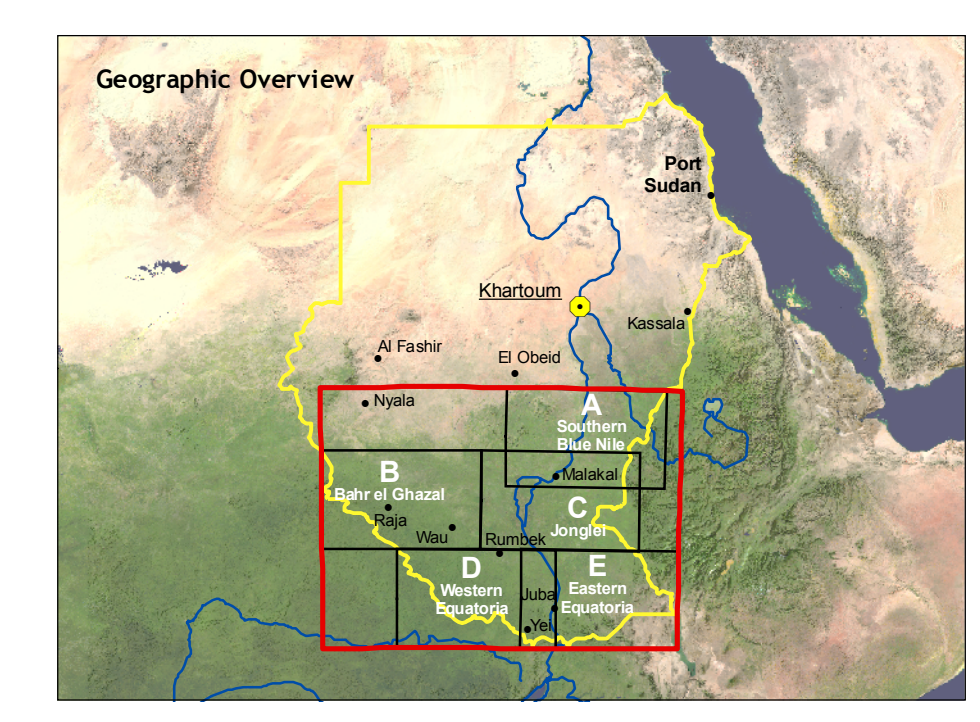 Geographic Overview
Port
Sudan
Khartoum
Kassala
Al Fashir
El Obeid
Nyala
A
Southern
Blue Nile
B
Bahr el Ghazal
Malakal
Raja
C
Jonglei
Wau
Rumbek
D
Western
Equatoria
E
Eastern
Equatoria
Juba
Yei